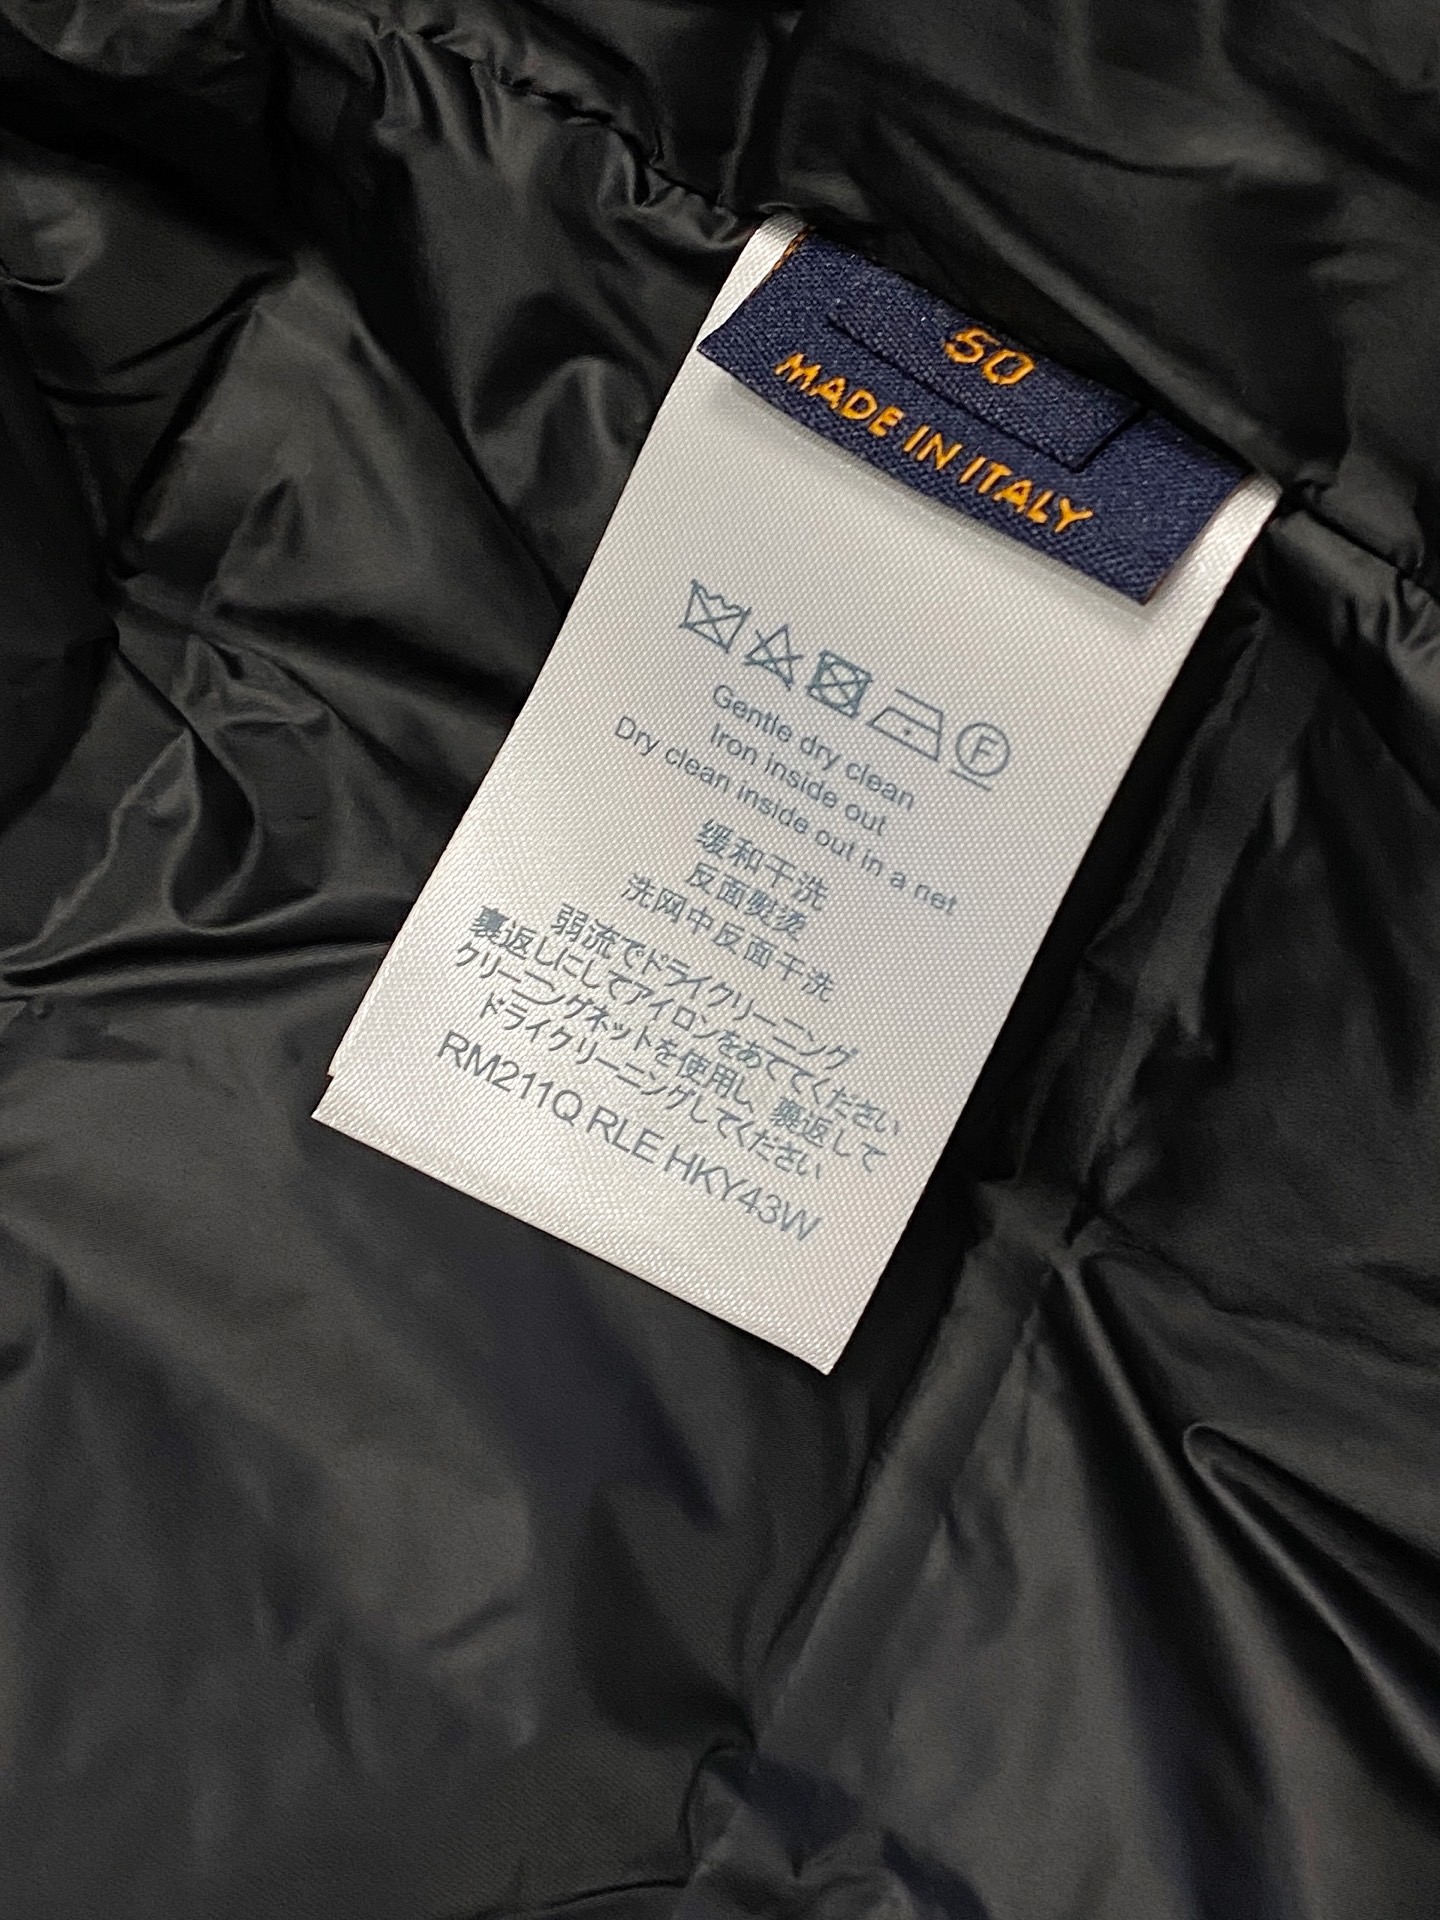 50
MADE IN ITALY
F
Gentle dry clean
Iron inside out
Dry clean inside out in a net
缓和干洗
反面熨烫
洗网中反面干洗
弱流でドライクリーニング
裏返しにしてアイロンをあててください
クリーニングネットを使用し、裏返して
ドライクリーニングしてください
RM211Q RLE HKY43W